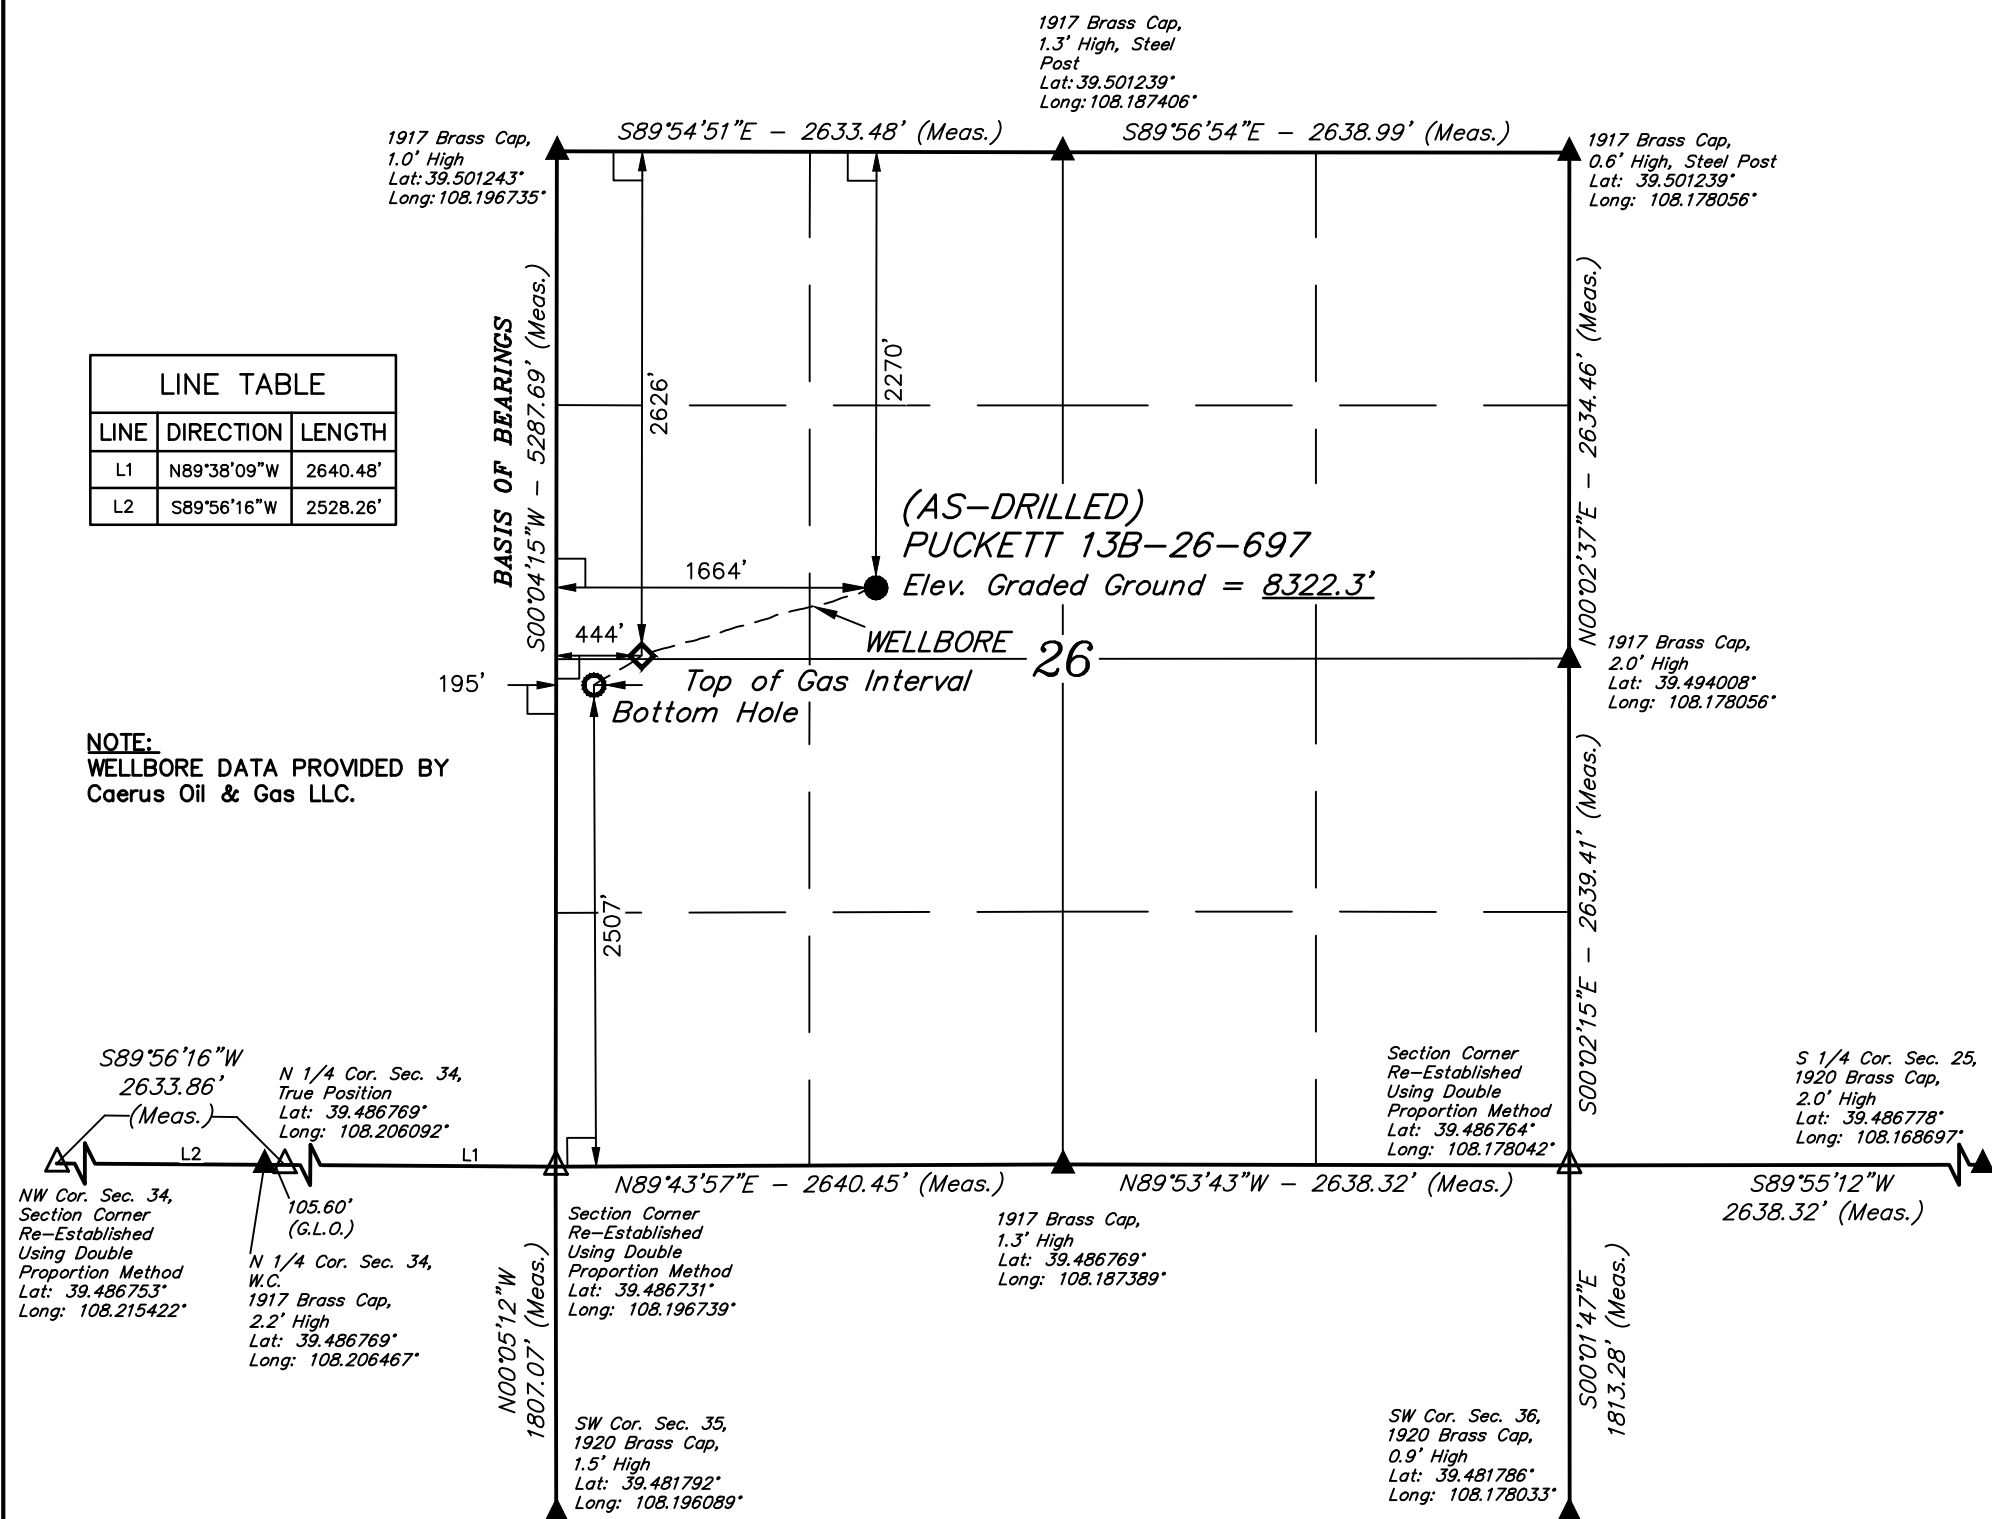 1917 Brass Cap,
1.3' High, Steel
Post
Lat: 39.501239°
Long: 108.187406°
1917 Brass Cap,
1.0' High
Lat: 39.501243°
Long: 108.196735°
S89°54'51"E - 2633.48' (Meas.)
S89°56'54"E - 2638.99' (Meas.)
1917 Brass Cap,
0.6' High, Steel Post
Lat: 39.501239°
Long: 108.178056°
BASIS OF BEARINGS
S00°04'15"W - 5287.69' (Meas.)
2626'
2270'
N00°02'37"E - 2634.46' (Meas.)
LINE TABLE
LINE DIRECTION LENGTH
L1 N89°38'09"W 2640.48'
L2 S89°56'16"W 2528.26'
(AS-DRILLED)
PUCKETT 13B-26-697
Elev. Graded Ground = 8322.3'
1664'
444'
WELLBORE
26
195'
Top of Gas Interval
Bottom Hole
1917 Brass Cap,
2.0' High
Lat: 39.494008°
Long: 108.178056°
NOTE:
WELLBORE DATA PROVIDED BY
Caerus Oil & Gas LLC.
2507'
S00°02'15"E - 2639.41' (Meas.)
S89°56'16"W
2633.86'
(Meas.)
N 1/4 Cor. Sec. 34,
True Position
Lat: 39.486769°
Long: 108.206092°
Section Corner
Re-Established
Using Double
Proportion Method
Lat: 39.486764°
Long: 108.178042°
S 1/4 Cor. Sec. 25,
1920 Brass Cap,
2.0' High
Lat: 39.486778°
Long: 108.168697°
L2
L1
N89°43'57"E - 2640.45' (Meas.)
N89°53'43"W - 2638.32' (Meas.)
S89°55'12"W
2638.32' (Meas.)
NW Cor. Sec. 34,
Section Corner
Re-Established
Using Double
Proportion Method
Lat: 39.486753°
Long: 108.215422°
105.60'
(G.L.O.)
N 1/4 Cor. Sec. 34,
W.C.
1917 Brass Cap,
2.2' High
Lat: 39.486769°
Long: 108.206467°
Section Corner
Re-Established
Using Double
Proportion Method
Lat: 39.486731°
Long: 108.196739°
1917 Brass Cap,
1.3' High
Lat: 39.486769°
Long: 108.187389°
N00°05'12"W
1807.07' (Meas.)
S00°01'47"E
1813.28' (Meas.)
SW Cor. Sec. 35,
1920 Brass Cap,
1.5' High
Lat: 39.481792°
Long: 108.196089°
SW Cor. Sec. 36,
1920 Brass Cap,
0.9' High
Lat: 39.481786°
Long: 108.178033°